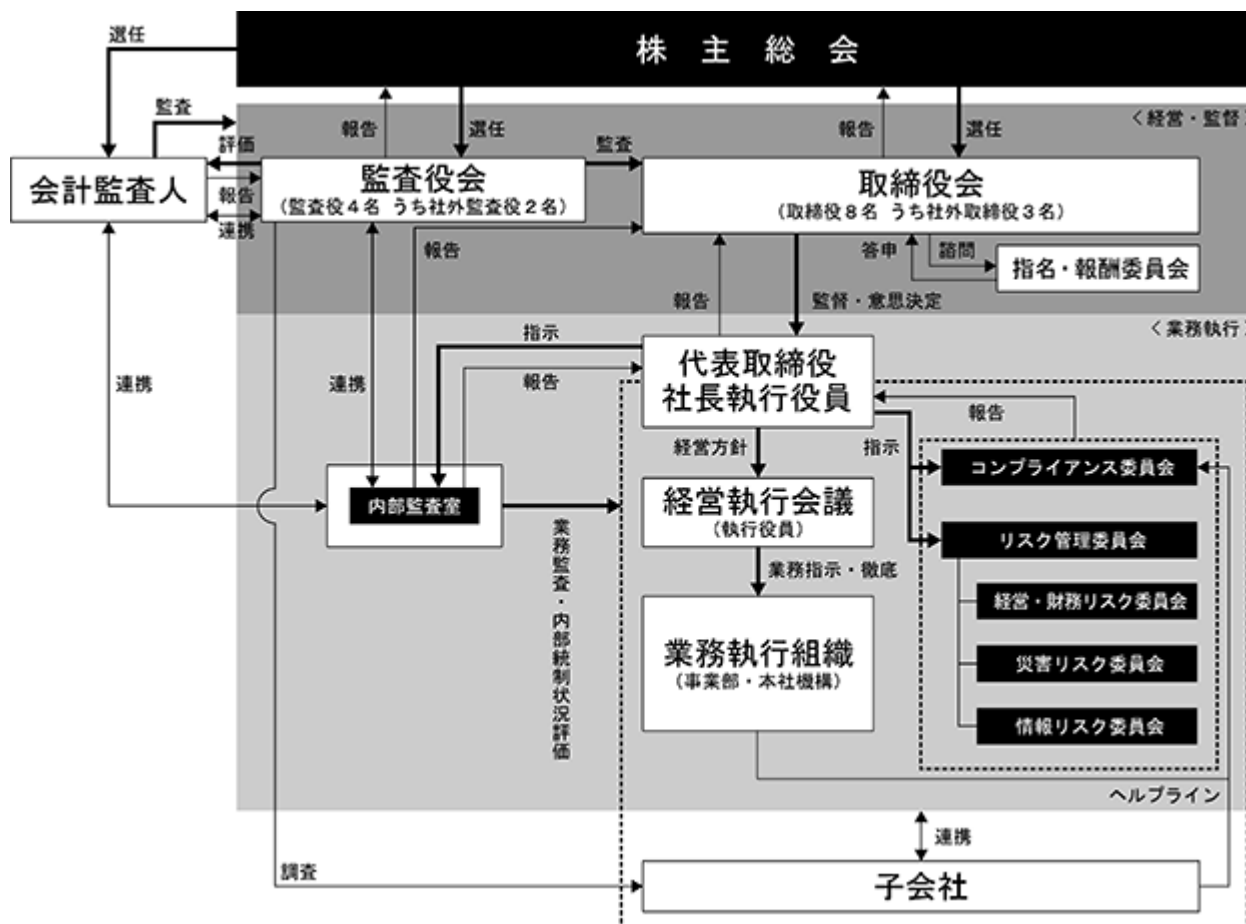 株主総会
選任
監査
報告
選任
報告
選任
〈経営・監督〉
評価
監査
会計監査人
監査役会
(監査役4名 うち社外監査役2名)
取締役会
(取締役8名 うち社外取締役3名)
報告
連携
報告
答申
諮問
指名・報酬委員会
報告
監督・意思決定
〈業務執行〉
指示
代表取締役
社長執行役員
連携
連携
報告
報告
経営方針
指示
コンプライアンス委員会
内部監査室
経営執行会議
(執行役員)
リスク管理委員会
業務監査・内部統制状況評価
業務指示・徹底
経営・財務リスク委員会
業務執行組織
(事業部・本社機構)
災害リスク委員会
情報リスク委員会
ヘルプライン
連携
調査
子会社